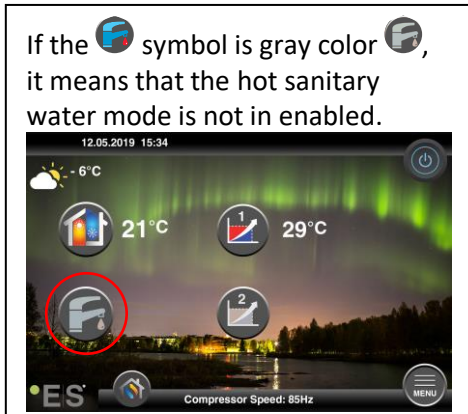 If the symbol is gray color ,
it means that the hot sanitary
water mode is not in enabled.
12.05.2019 15:34
- 6°C
21°C
1
29°C
2
ES
Compressor Speed: 85Hz
MENU